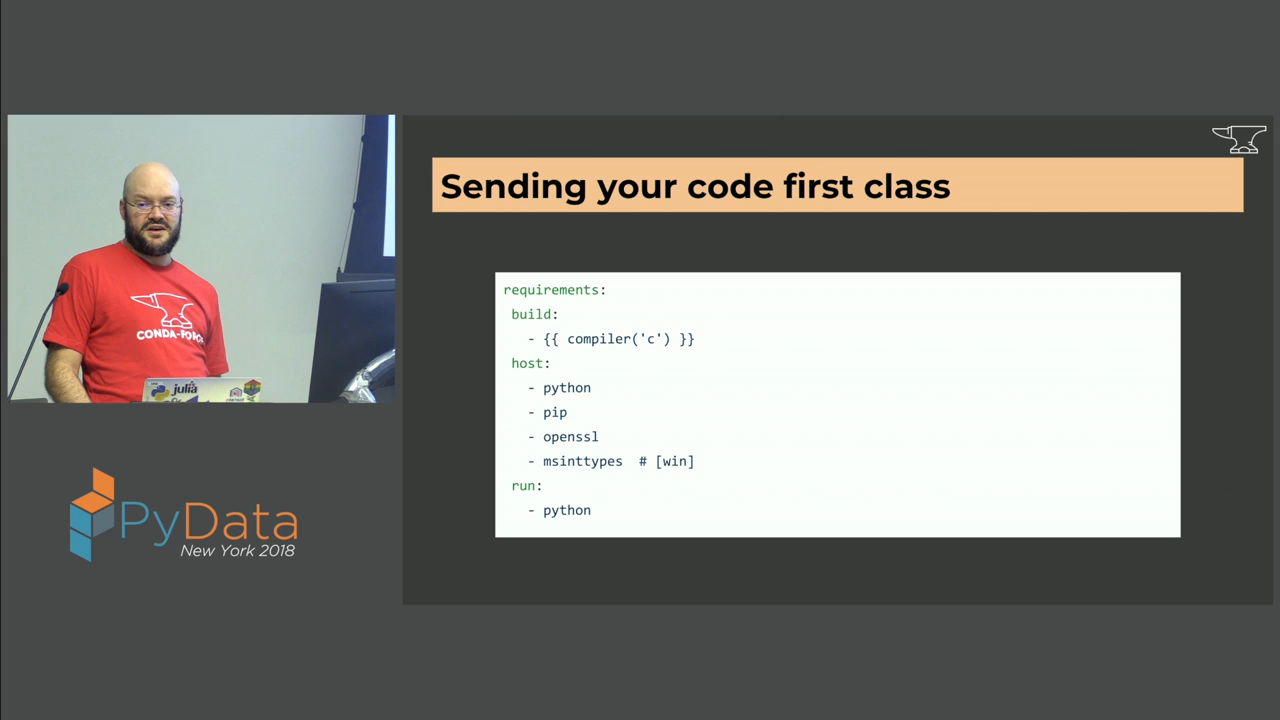 Sending your code first class
requirements:
build:
- {{ compiler('c') }}
host:
- python
- pip
- openssl
- msinttypes # [win]
run:
- python
CONDA-FORGE
julia
PyData
New York 2018